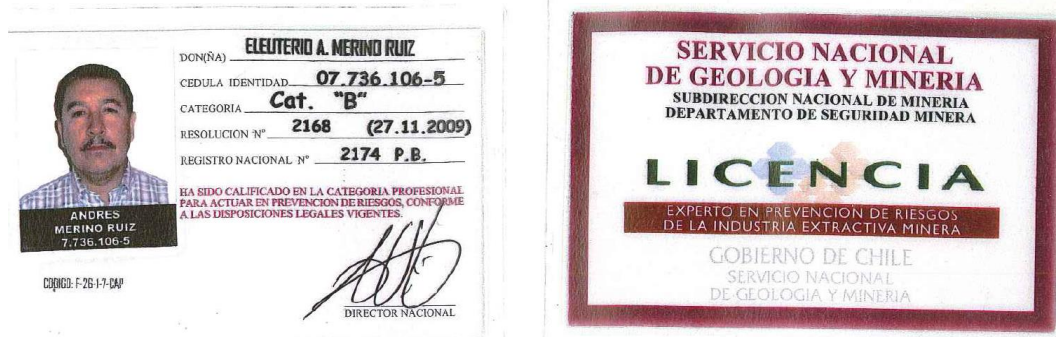 DON(ÑA) ELEUTERIO A. MERINO RUIZ
CEDULA IDENTIDAD 07.736.106-5
CATEGORIA Cat. "B"
RESOLUCION Nº 2168 (27.11.2009)
REGISTRO NACIONAL Nº 2174 P.B.
HA SIDO CALIFICADO EN LA CATEGORIA PROFESIONAL
PARA ACTUAR EN PREVENCION DE RIESGOS, CONFORME
A LAS DISPOSICIONES LEGALES VIGENTES.
ANDRES
MERINO RUIZ
7.736.106-5
CODIGO: F-26-1-7-CAP
DIRECTOR NACIONAL
SERVICIO NACIONAL
DE GEOLOGIA Y MINERIA
SUBDIRECCION NACIONAL DE MINERIA
DEPARTAMENTO DE SEGURIDAD MINERA
LICENCIA
EXPERTO EN PREVENCION DE RIESGOS
DE LA INDUSTRIA EXTRACTIVA MINERA
GOBIERNO DE CHILE
SERVICIO NACIONAL
DE GEOLOGIA Y MINERIA